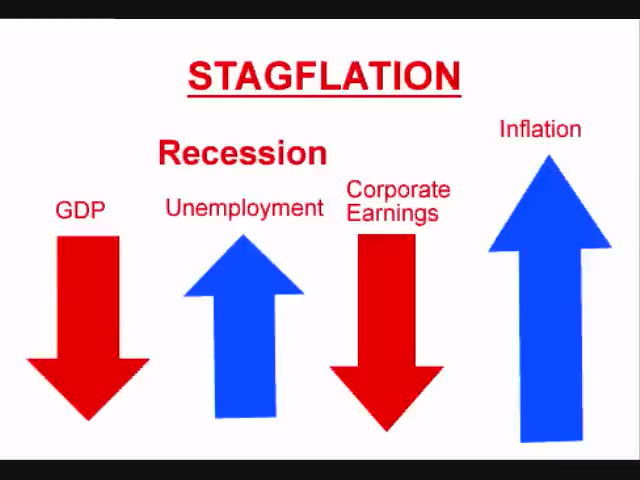 STAGFLATION
Inflation
Recession
GDP
Unemployment
Corporate
Earnings